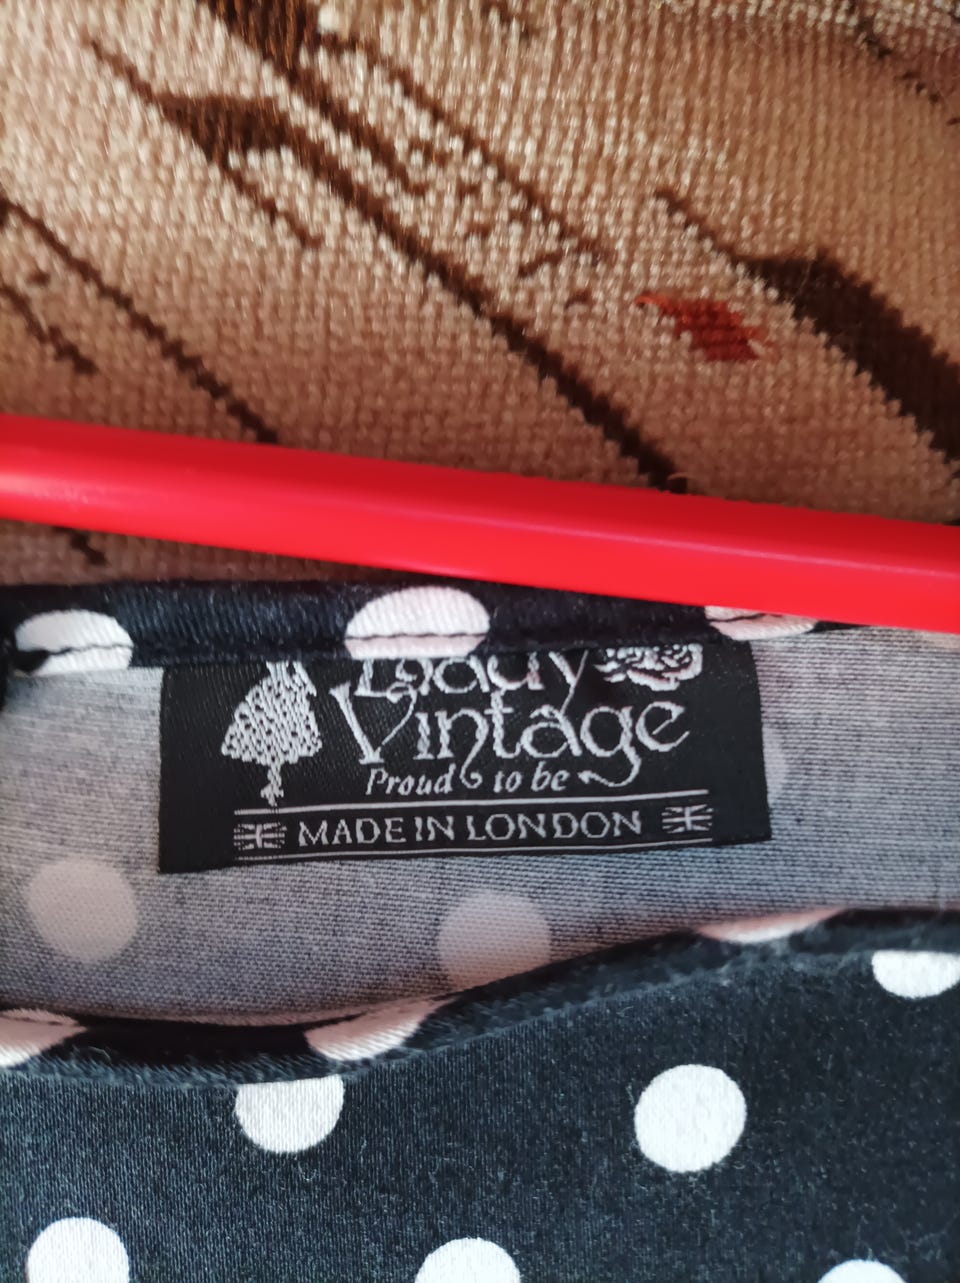 Lady
Vintage
Proud to be
MADE IN LONDON